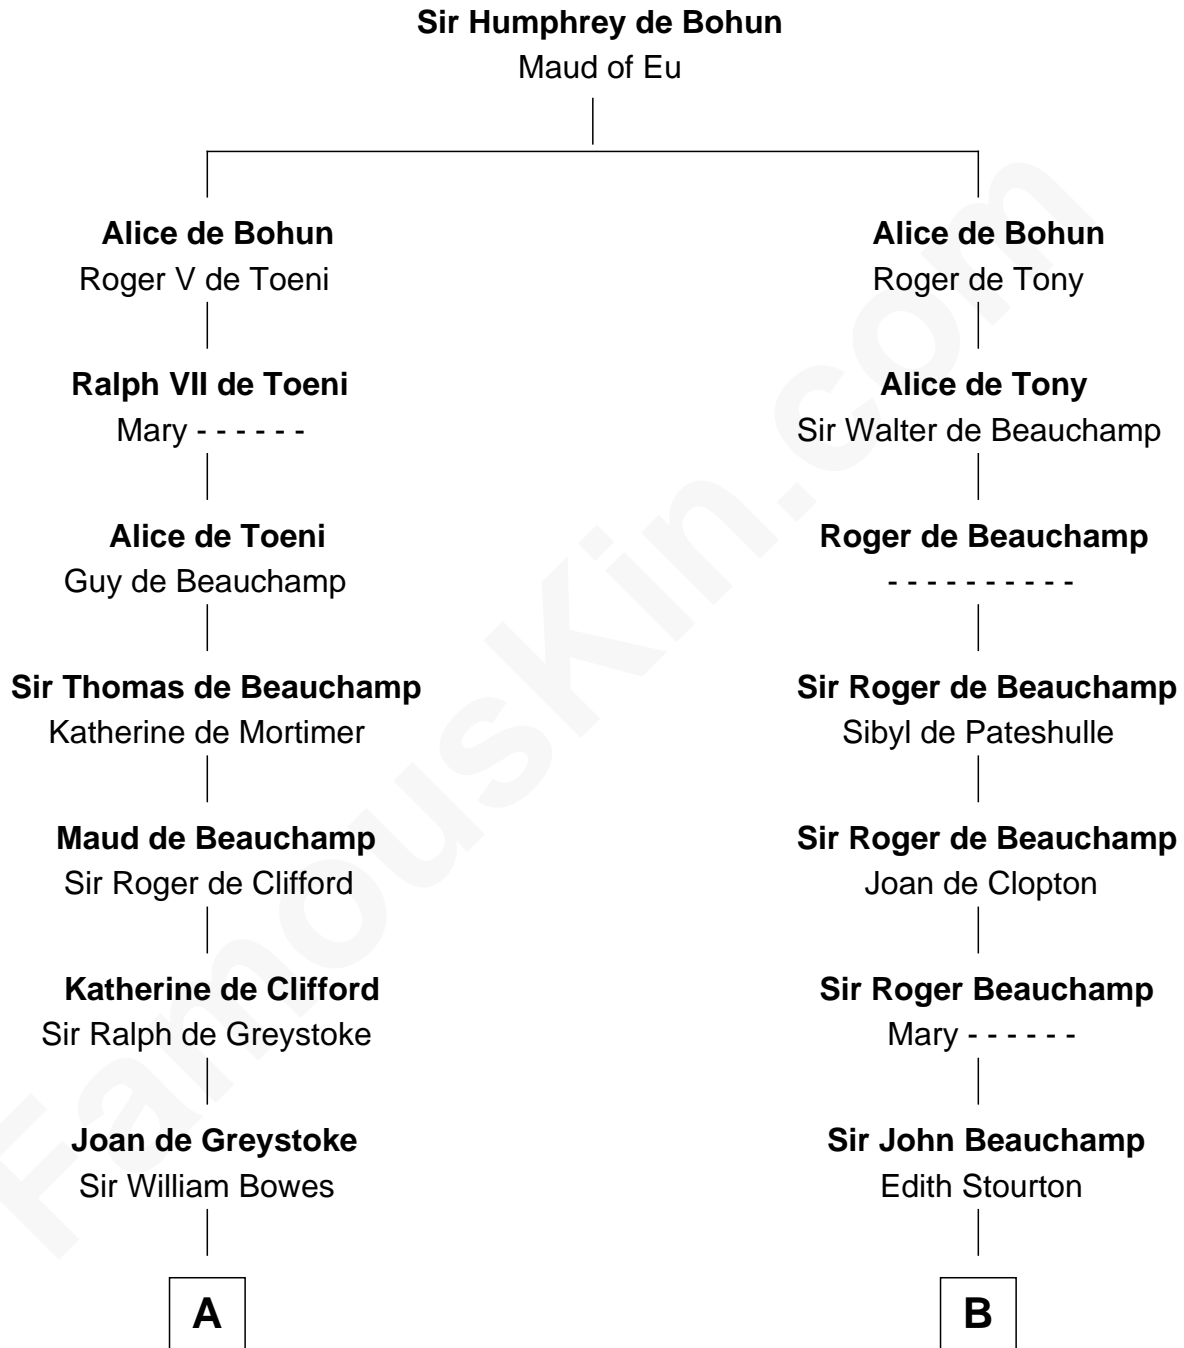 Sir Humphrey de Bohun
Maud of Eu
Alice de Bohun
Roger V de Toeni
Ralph VII de Toeni
Mary - - - - - -
Alice de Toeni
Guy de Beauchamp
Sir Thomas de Beauchamp
Katherine de Mortimer
Maud de Beauchamp
Sir Roger de Clifford
Katherine de Clifford
Sir Ralph de Greystoke
Joan de Greystoke
Sir William Bowes
A
Alice de Bohun
Roger de Tony
Alice de Tony
Sir Walter de Beauchamp
Roger de Beauchamp
- - - - - - - - - -
Sir Roger de Beauchamp
Sibyl de Pateshulle
Sir Roger de Beauchamp
Joan de Clopton
Sir Roger Beauchamp
Mary - - - - - -
Sir John Beauchamp
Edith Stourton
B
FamousKin.com